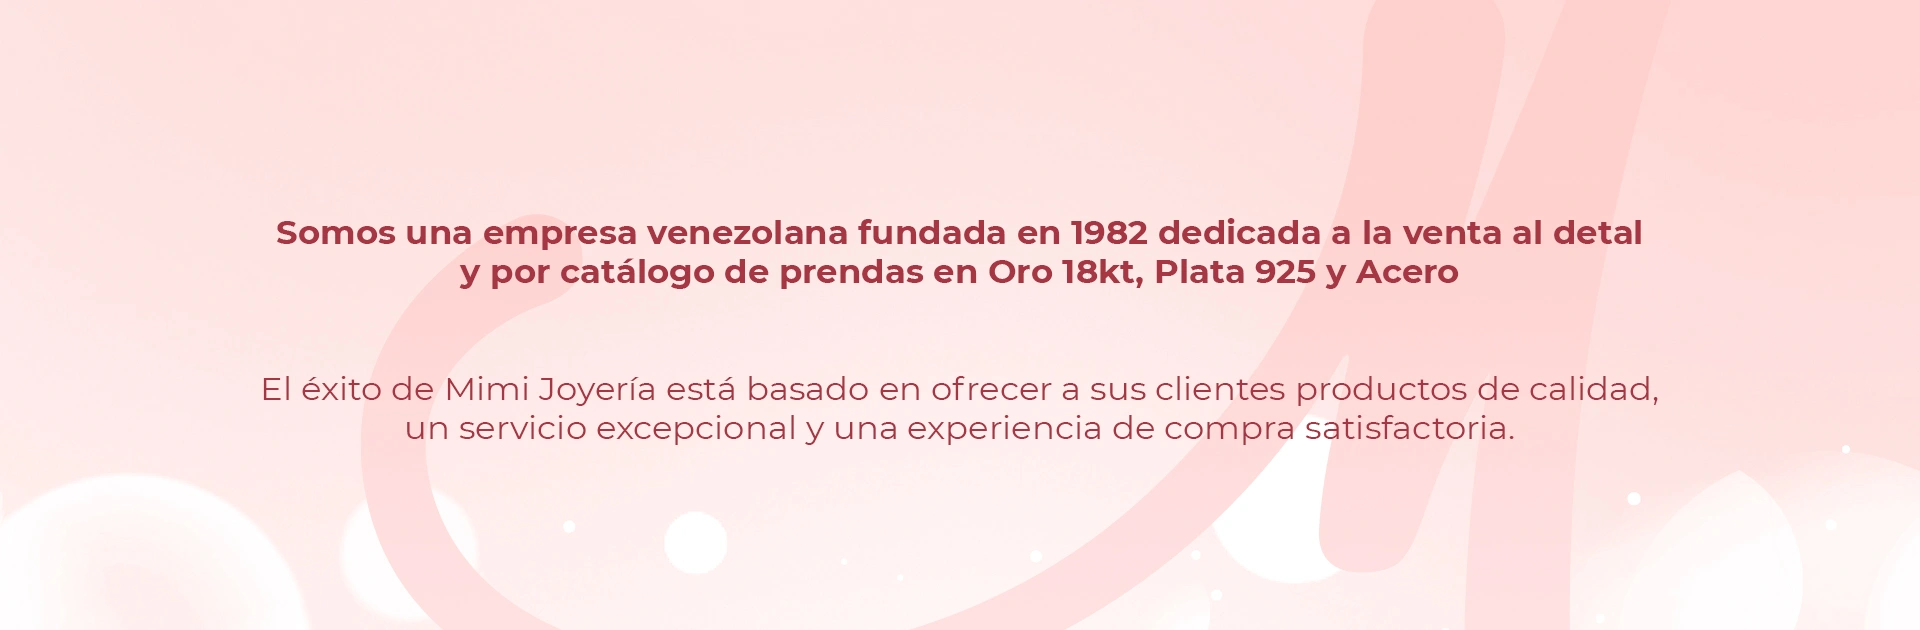 Somos una empresa venezolana fundada en 1982 dedicada a la venta al detal
y por catálogo de prendas en Oro 18kt, Plata 925 y Acero
El éxito de Mimi Joyería está basado en ofrecer a sus clientes productos de calidad,
un servicio excepcional y una experiencia de compra satisfactoria.